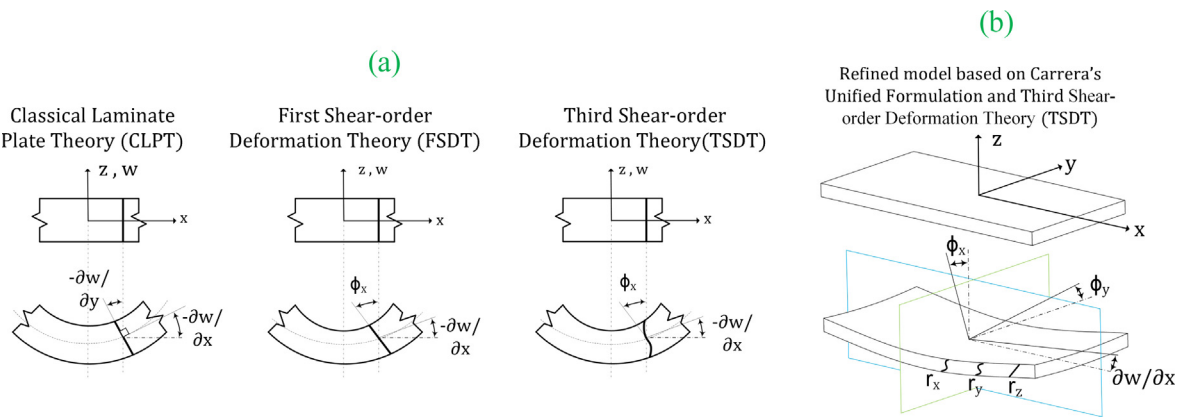 (a)
(b)
Classical Laminate
Plate Theory (CLPT)
z , w
x
-∂w/
∂y
-∂w/
∂x
First Shear-order
Deformation Theory (FSDT)
z , w
x
ϕx
-∂w/
∂x
Third Shear-order
Deformation Theory(TSDT)
z , w
x
ϕx
-∂w/
∂x
Refined model based on Carrera's
Unified Formulation and Third Shear-
order Deformation Theory (TSDT)
z
y
x
ϕx
ϕy
rx
ry
rz
∂w/∂x